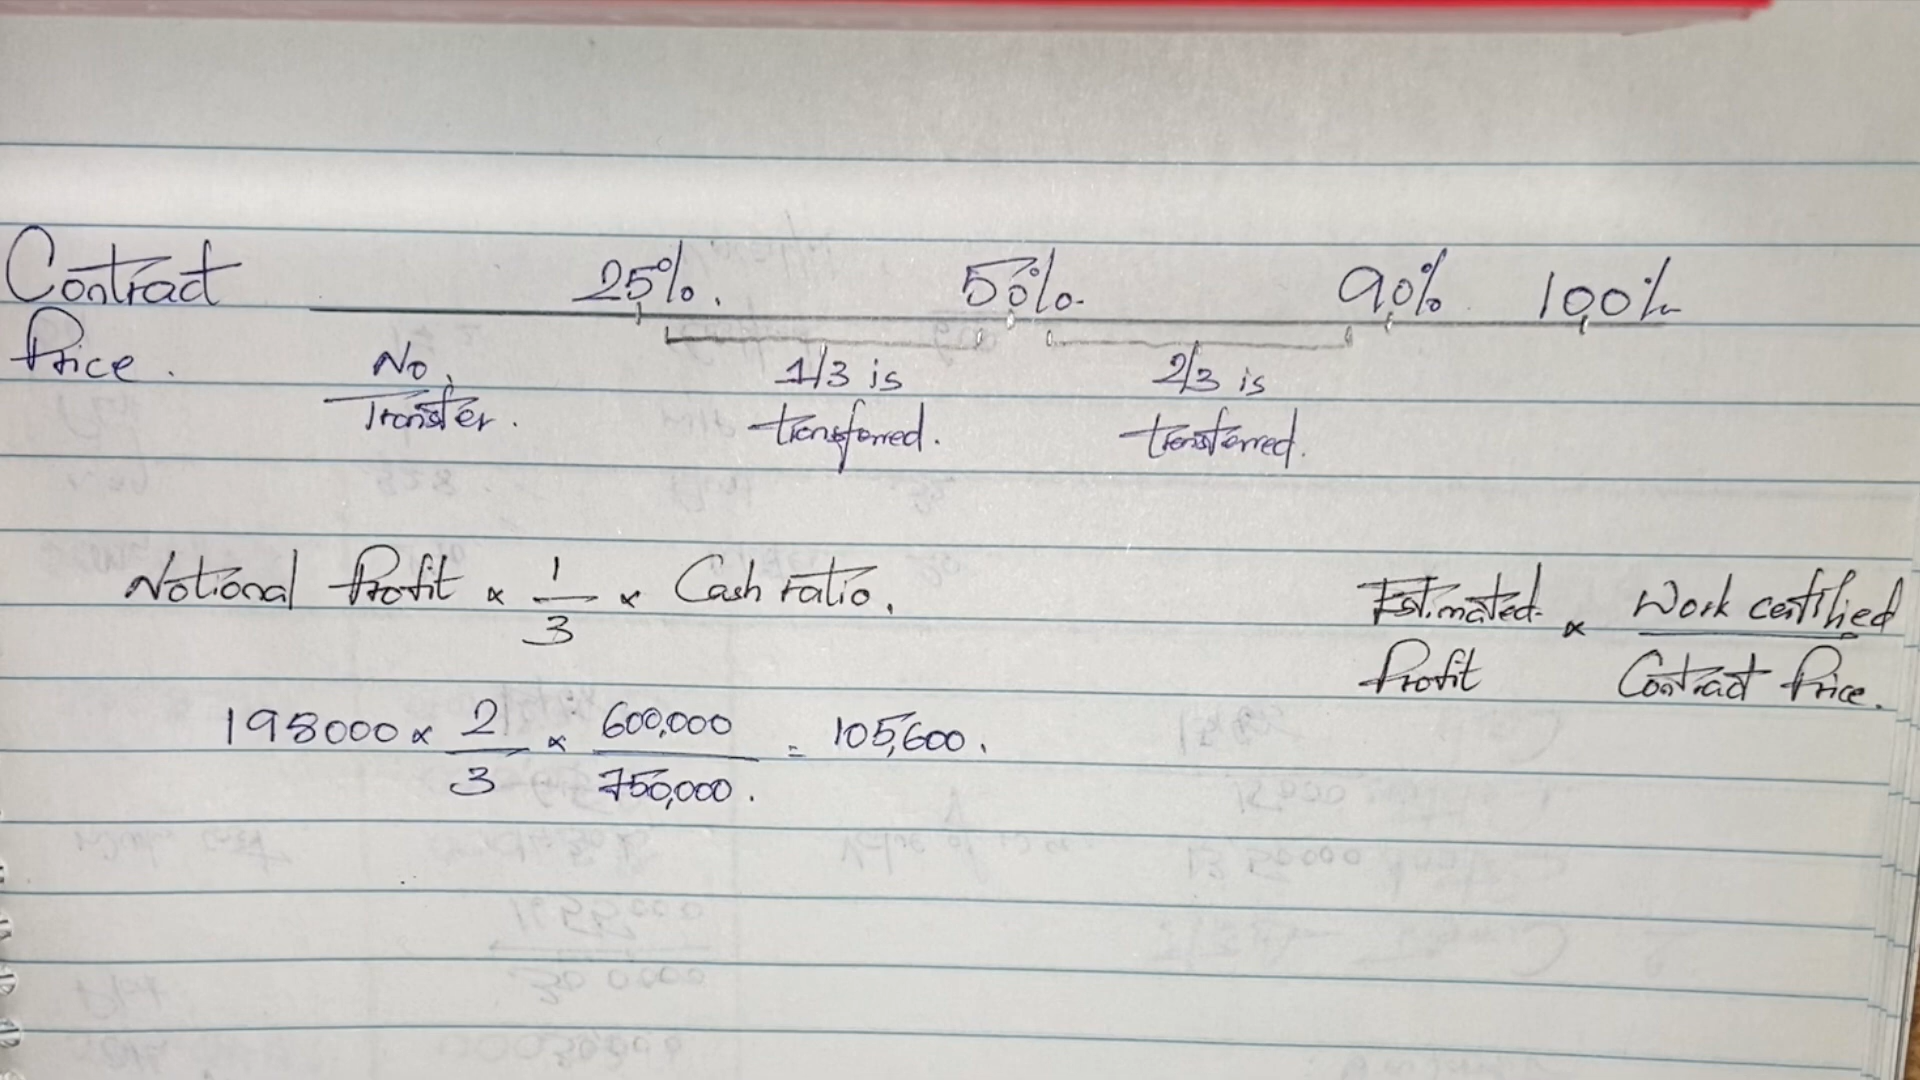 Contract 25%. 50%. 90% 100%
Price.
No 1/3 is 2/3 is
Transfer. transferred. transferred.
Notional Profit × 1/3 × Cash ratio. Estimated Profit × Work certified / Contract Price.
198000 × 2/3 × 600,000 / 750,000. = 105,600.